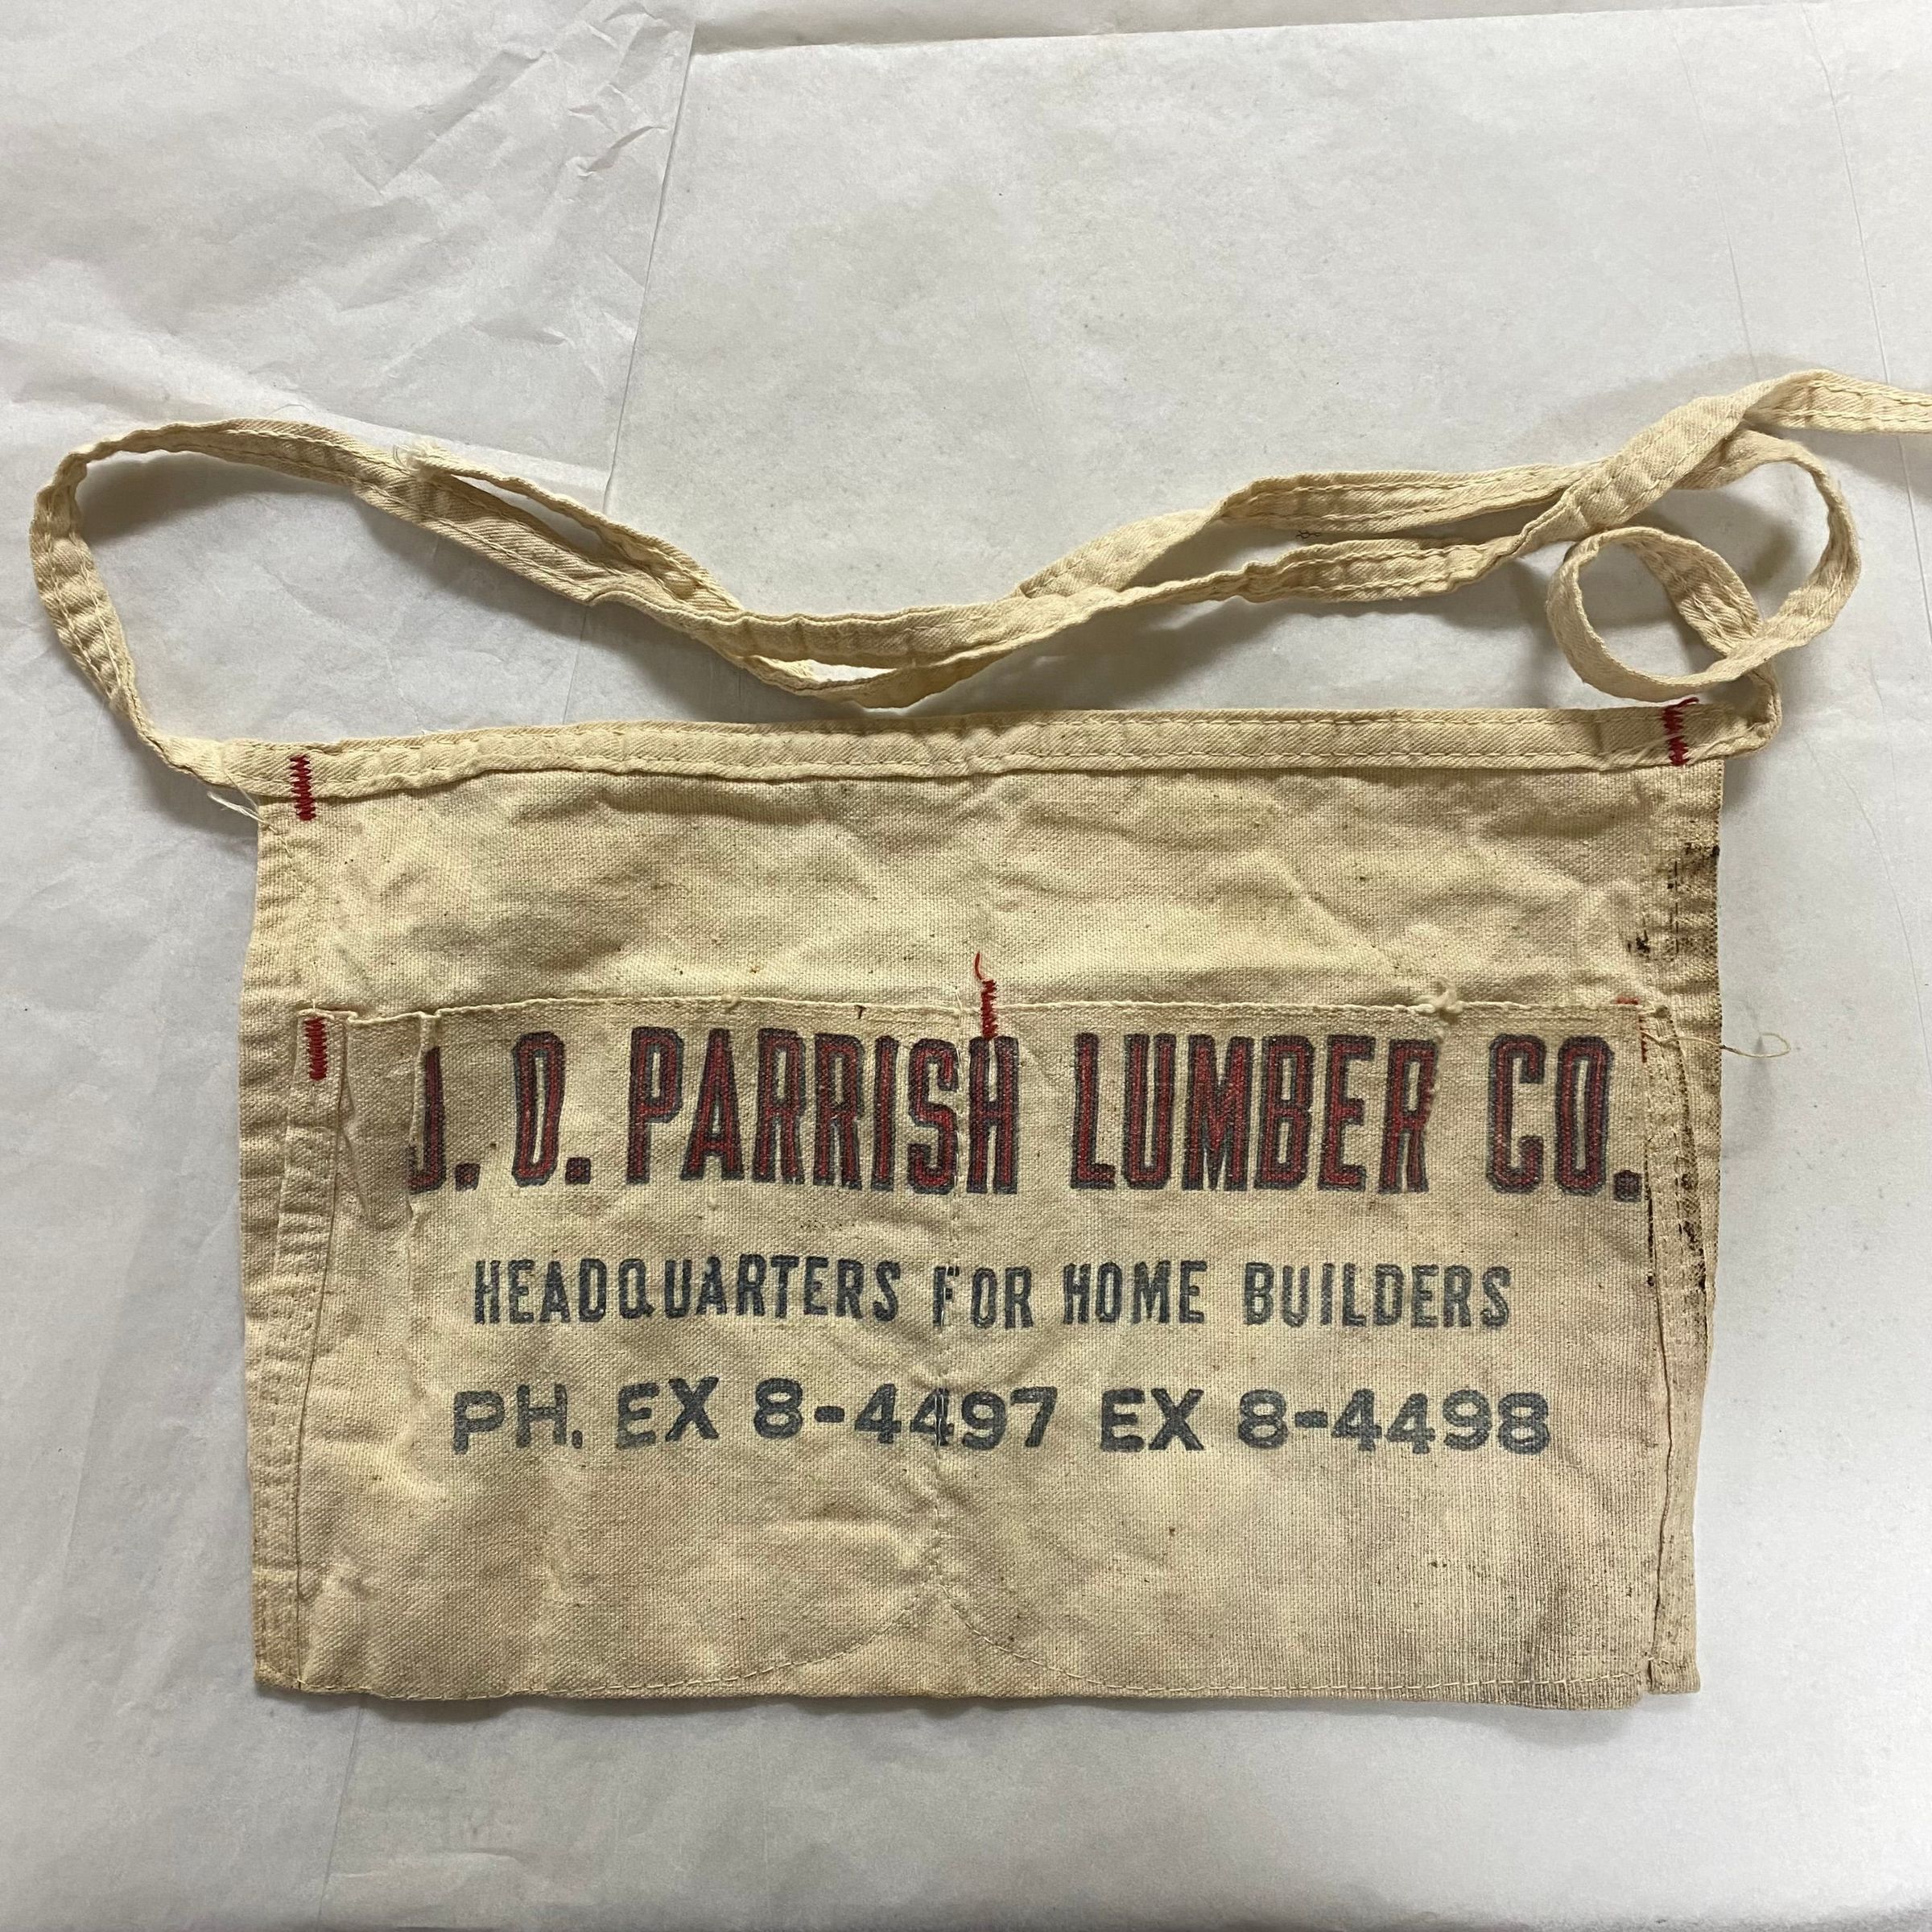 J. D. PARRISH LUMBER CO.
HEADQUARTERS FOR HOME BUILDERS
PH. EX 8-4497 EX 8-4498